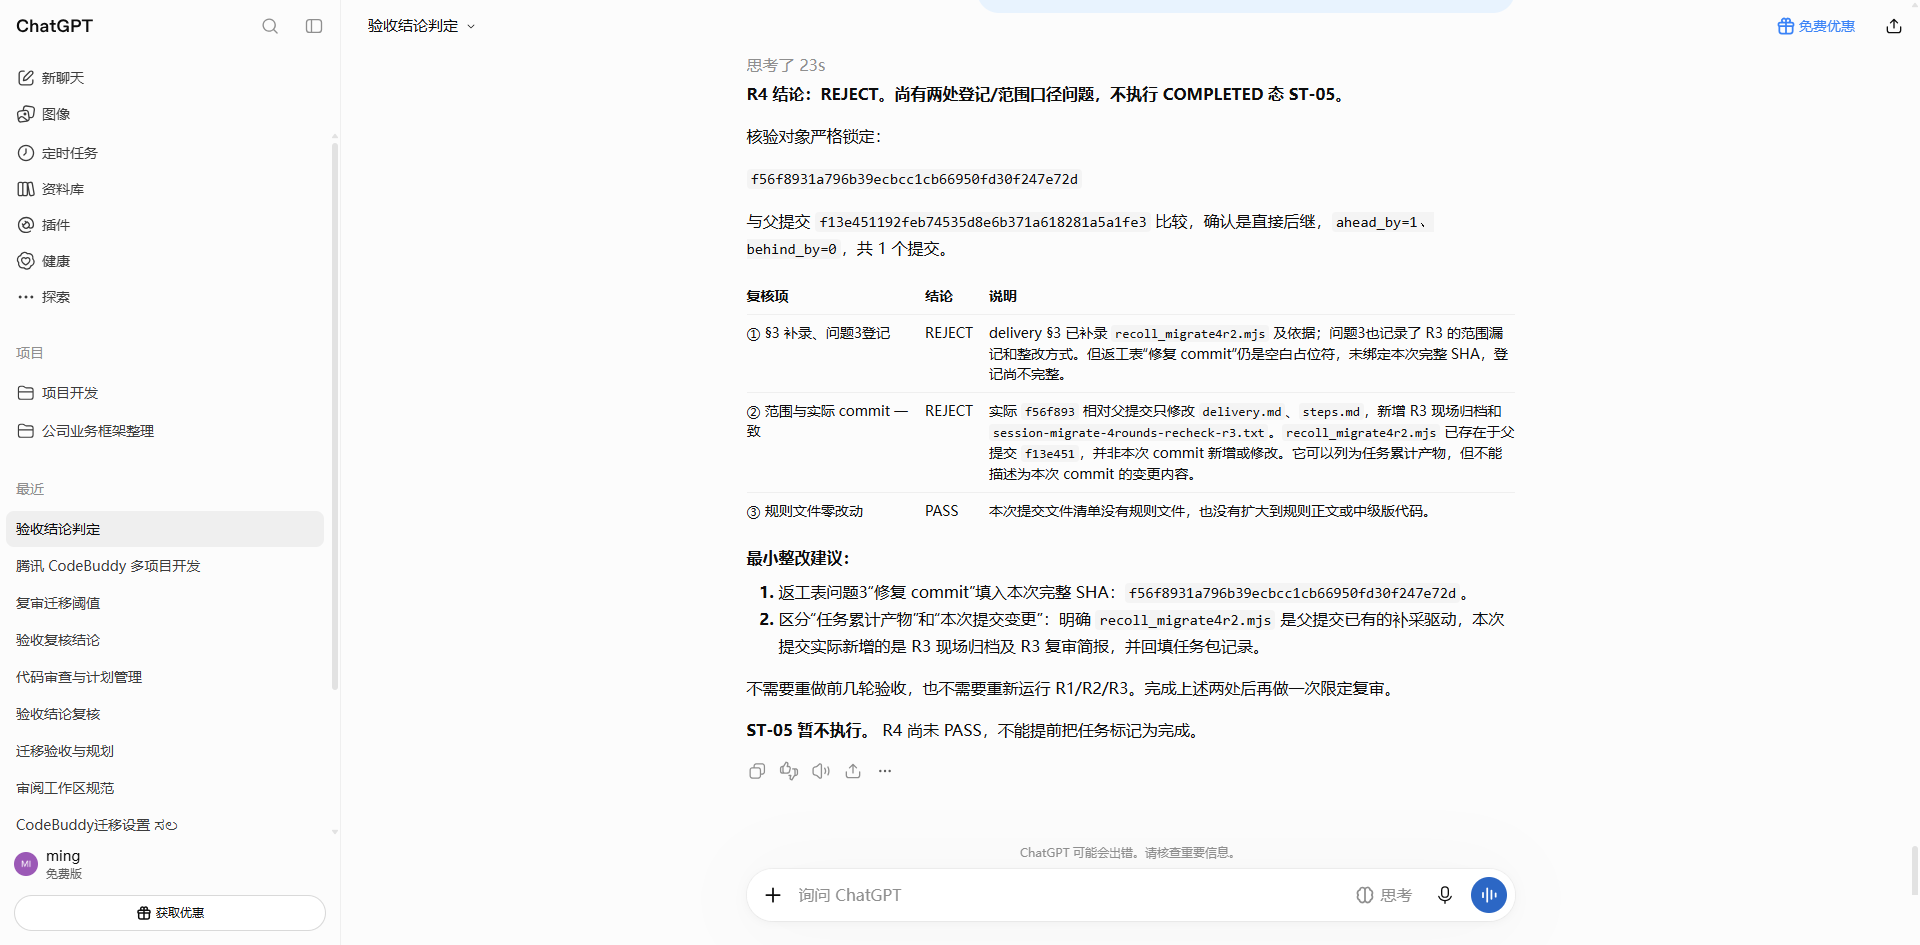 ChatGPT
新聊天
图像
定时任务
资料库
插件
健康
探索
项目
项目开发
公司业务框架整理
最近
验收结论判定
腾讯 CodeBuddy 多项目开发
复审迁移阈值
验收复核结论
代码审查与计划管理
验收结论复核
迁移验收与规划
审阅工作区规范
CodeBuddy迁移设置
MI
ming
免费版
获取优惠
验收结论判定
免费优惠
思考了 23s
R4 结论：REJECT。尚有两处登记/范围口径问题，不执行 COMPLETED 态 ST-05。
核验对象严格锁定：
f56f8931a796b39ecbcc1cb66950fd30f247e72d
与父提交 f13e451192feb74535d8e6b371a618281a5a1fe3 比较，确认是直接后继，ahead_by=1、
behind_by=0，共 1 个提交。
复核项 结论 说明
① §3 补录、问题3登记 REJECT delivery §3 已补录 recoll_migrate4r2.mjs 及依据；问题3也记录了 R3 的范围漏
记和整改方式。但返工表“修复 commit”仍是空白占位符，未绑定本次完整 SHA，登
记尚不完整。
② 范围与实际 commit 一 REJECT 实际 f56f893 相对父提交只修改 delivery.md、steps.md，新增 R3 现场归档和
致 session-migrate-4rounds-recheck-r3.txt。recoll_migrate4r2.mjs 已存在于父
提交 f13e451，并非本次 commit 新增或修改。它可以列为任务累计产物，但不能
描述为本次 commit 的变更内容。
③ 规则文件零改动 PASS 本次提交文件清单没有规则文件，也没有扩大到规则正文或中级版代码。
最小整改建议：
1. 返工表问题3“修复 commit”填入本次完整 SHA：f56f8931a796b39ecbcc1cb66950fd30f247e72d。
2. 区分“任务累计产物”和“本次提交变更”：明确 recoll_migrate4r2.mjs 是父提交已有的补采驱动，本次
提交实际新增的是 R3 现场归档及 R3 复审简报，并回填任务包记录。
不需要重做前几轮验收，也不需要重新运行 R1/R2/R3。完成上述两处后再做一次限定复审。
ST-05 暂不执行。 R4 尚未 PASS，不能提前把任务标记为完成。
ChatGPT 可能会出错。请核查重要信息。
询问 ChatGPT
思考